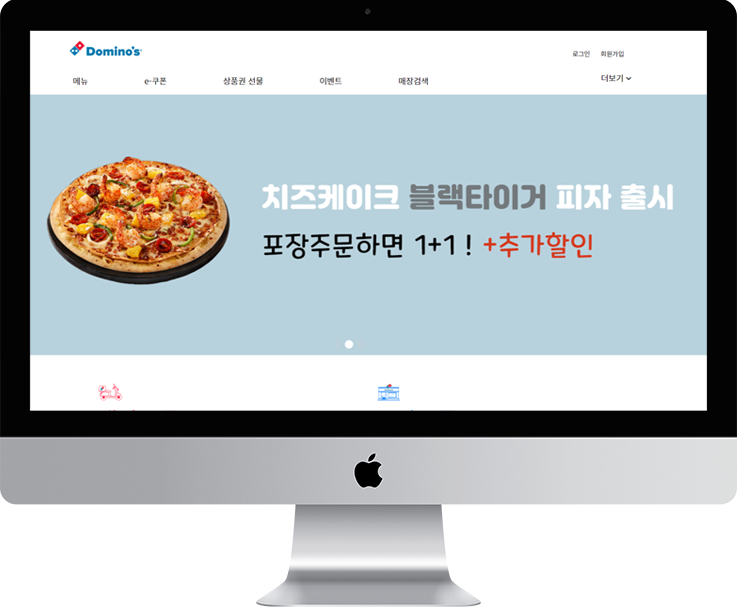 Domino's
로그인 회원가입
메뉴 e-쿠폰 상품권 선물 이벤트 매장검색 더보기
치즈케이크 블랙타이거 피자 출시
포장주문하면 1+1 ! +추가할인